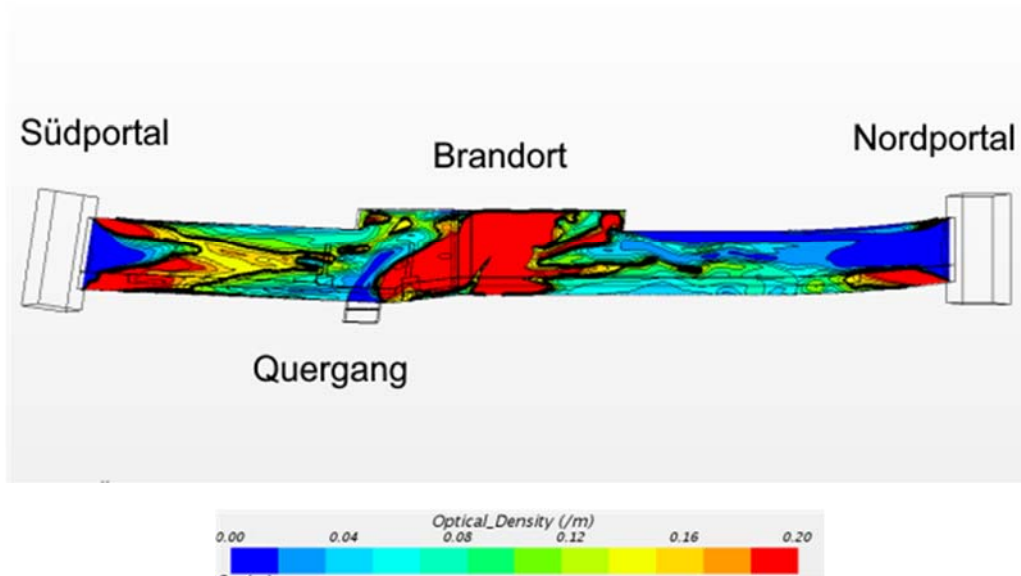 Südportal
Brandort
Nordportal
Quergang
Optical_Density (/m)
0.00 0.04 0.08 0.12 0.16 0.20